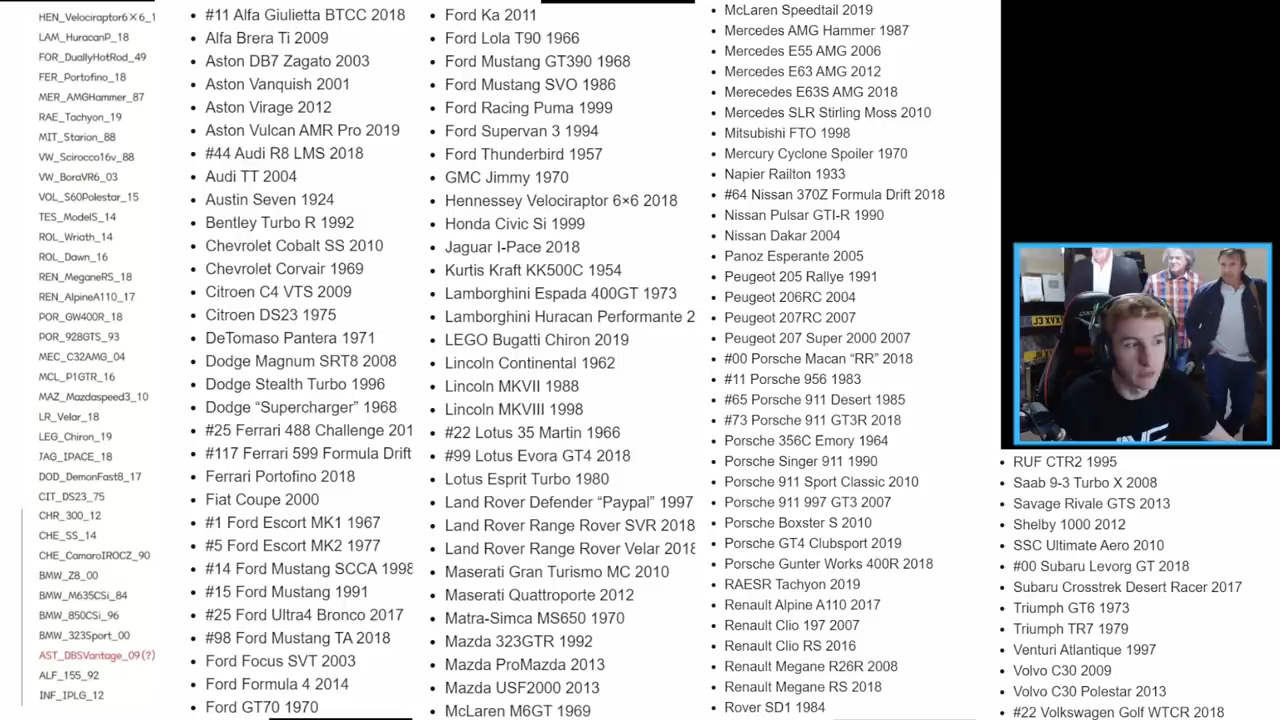 HEN_Velociraptor6×6_1
LAM_HuracanP_18
FOR_DuallyHotRod_49
FER_Portofino_18
MER_AMGHammer_87
RAE_Tachyon_19
MIT_Starion_88
VW_Scirocco16v_88
VW_BoraVR6_03
VOL_S60Polestar_15
TES_ModelS_14
ROL_Wraith_14
ROL_Dawn_16
REN_MeganeRS_18
REN_AlpineA110_17
POR_GW400R_18
POR_928GTS_93
MEC_C32AMG_04
MCL_P1GTR_16
MAZ_Mazdaspeed3_10
LR_Velar_18
LEG_Chiron_19
JAG_IPACE_18
DOD_DemonFast8_17
CIT_DS23_75
CHR_300_12
CHE_SS_14
CHE_CamaroIROCZ_90
BMW_Z8_00
BMW_M635CSi_84
BMW_850CSi_96
BMW_323Sport_00
AST_DBSVantage_09(?)
ALF_155_92
INF_IPLG_12
#11 Alfa Giulietta BTCC 2018
Alfa Brera Ti 2009
Aston DB7 Zagato 2003
Aston Vanquish 2001
Aston Virage 2012
Aston Vulcan AMR Pro 2019
#44 Audi R8 LMS 2018
Audi TT 2004
Austin Seven 1924
Bentley Turbo R 1992
Chevrolet Cobalt SS 2010
Chevrolet Corvair 1969
Citroen C4 VTS 2009
Citroen DS23 1975
DeTomaso Pantera 1971
Dodge Magnum SRT8 2008
Dodge Stealth Turbo 1996
Dodge “Supercharger” 1968
#25 Ferrari 488 Challenge 201
#117 Ferrari 599 Formula Drift
Ferrari Portofino 2018
Fiat Coupe 2000
#1 Ford Escort MK1 1967
#5 Ford Escort MK2 1977
#14 Ford Mustang SCCA 1998
#15 Ford Mustang 1991
#25 Ford Ultra4 Bronco 2017
#98 Ford Mustang TA 2018
Ford Focus SVT 2003
Ford Formula 4 2014
Ford GT70 1970
Ford Ka 2011
Ford Lola T90 1966
Ford Mustang GT390 1968
Ford Mustang SVO 1986
Ford Racing Puma 1999
Ford Supervan 3 1994
Ford Thunderbird 1957
GMC Jimmy 1970
Hennessey Velociraptor 6×6 2018
Honda Civic Si 1999
Jaguar I-Pace 2018
Kurtis Kraft KK500C 1954
Lamborghini Espada 400GT 1973
Lamborghini Huracan Performante 2
LEGO Bugatti Chiron 2019
Lincoln Continental 1962
Lincoln MKVII 1988
Lincoln MKVIII 1998
#22 Lotus 35 Martin 1966
#99 Lotus Evora GT4 2018
Lotus Esprit Turbo 1980
Land Rover Defender “Paypal” 1997
Land Rover Range Rover SVR 2018
Land Rover Range Rover Velar 2018
Maserati Gran Turismo MC 2010
Maserati Quattroporte 2012
Matra-Simca MS650 1970
Mazda 323GTR 1992
Mazda ProMazda 2013
Mazda USF2000 2013
McLaren M6GT 1969
McLaren Speedtail 2019
Mercedes AMG Hammer 1987
Mercedes E55 AMG 2006
Mercedes E63 AMG 2012
Merecedes E63S AMG 2018
Mercedes SLR Stirling Moss 2010
Mitsubishi FTO 1998
Mercury Cyclone Spoiler 1970
Napier Railton 1933
#64 Nissan 370Z Formula Drift 2018
Nissan Pulsar GTI-R 1990
Nissan Dakar 2004
Panoz Esperante 2005
Peugeot 205 Rallye 1991
Peugeot 206RC 2004
Peugeot 207RC 2007
Peugeot 207 Super 2000 2007
#00 Porsche Macan “RR” 2018
#11 Porsche 956 1983
#65 Porsche 911 Desert 1985
#73 Porsche 911 GT3R 2018
Porsche 356C Emory 1964
Porsche Singer 911 1990
Porsche 911 Sport Classic 2010
Porsche 911 997 GT3 2007
Porsche Boxster S 2010
Porsche GT4 Clubsport 2019
Porsche Gunter Works 400R 2018
RAESR Tachyon 2019
Renault Alpine A110 2017
Renault Clio 197 2007
Renault Clio RS 2016
Renault Megane R26R 2008
Renault Megane RS 2018
Rover SD1 1984
RUF CTR2 1995
Saab 9-3 Turbo X 2008
Savage Rivale GTS 2013
Shelby 1000 2012
SSC Ultimate Aero 2010
#00 Subaru Levorg GT 2018
Subaru Crosstrek Desert Racer 2017
Triumph GT6 1973
Triumph TR7 1979
Venturi Atlantique 1997
Volvo C30 2009
Volvo C30 Polestar 2013
#22 Volkswagen Golf WTCR 2018